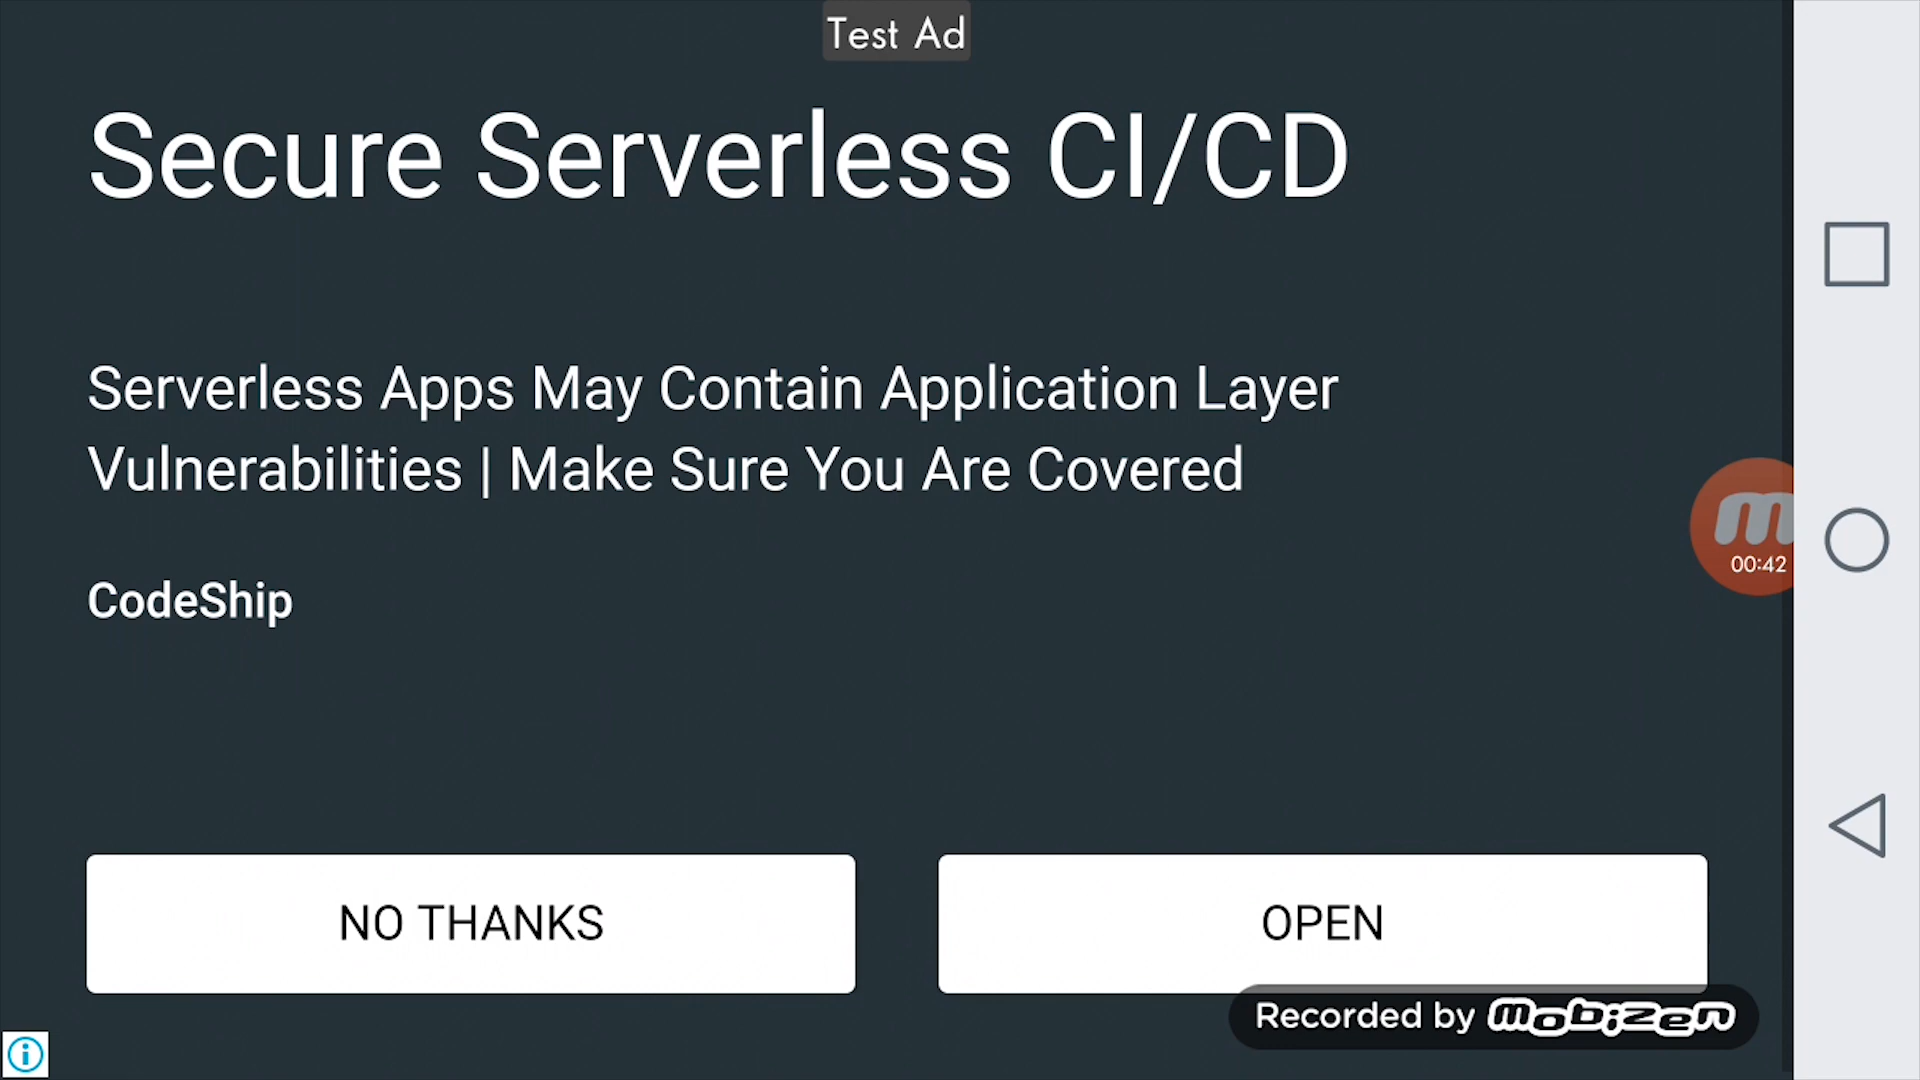 Test Ad
Secure Serverless CI/CD
Serverless Apps May Contain Application Layer
Vulnerabilities | Make Sure You Are Covered
m
00:42
CodeShip
NO THANKS
OPEN
Recorded by mobizen